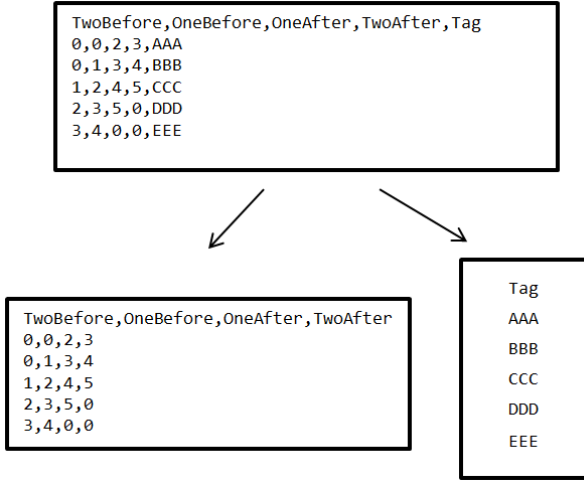 TwoBefore,OneBefore,OneAfter,TwoAfter,Tag
0,0,2,3,AAA
0,1,3,4,BBB
1,2,4,5,CCC
2,3,5,0,DDD
3,4,0,0,EEE
TwoBefore,OneBefore,OneAfter,TwoAfter
0,0,2,3
0,1,3,4
1,2,4,5
2,3,5,0
3,4,0,0
Tag
AAA
BBB
CCC
DDD
EEE